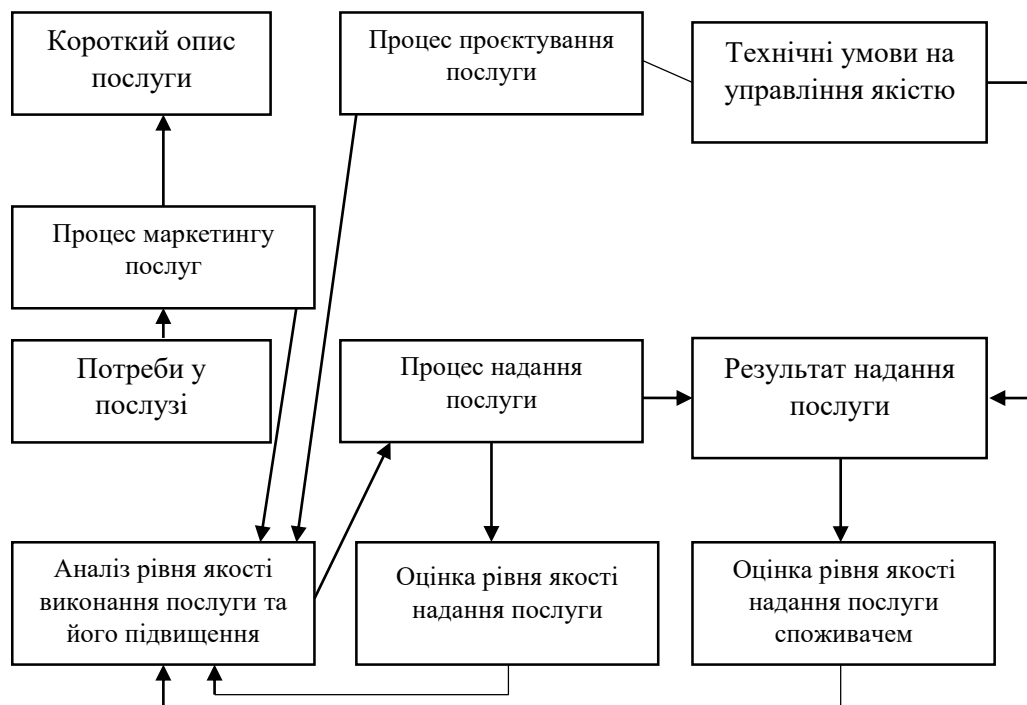 Короткий опис
послуги
Процес проєктування
послуги
Технічні умови на
управління якістю
Процес маркетингу
послуг
Потреби у
послузі
Процес надання
послуги
Результат надання
послуги
Аналіз рівня якості
виконання послуги та
його підвищення
Оцінка рівня якості
надання послуги
Оцінка рівня якості
надання послуги
споживачем